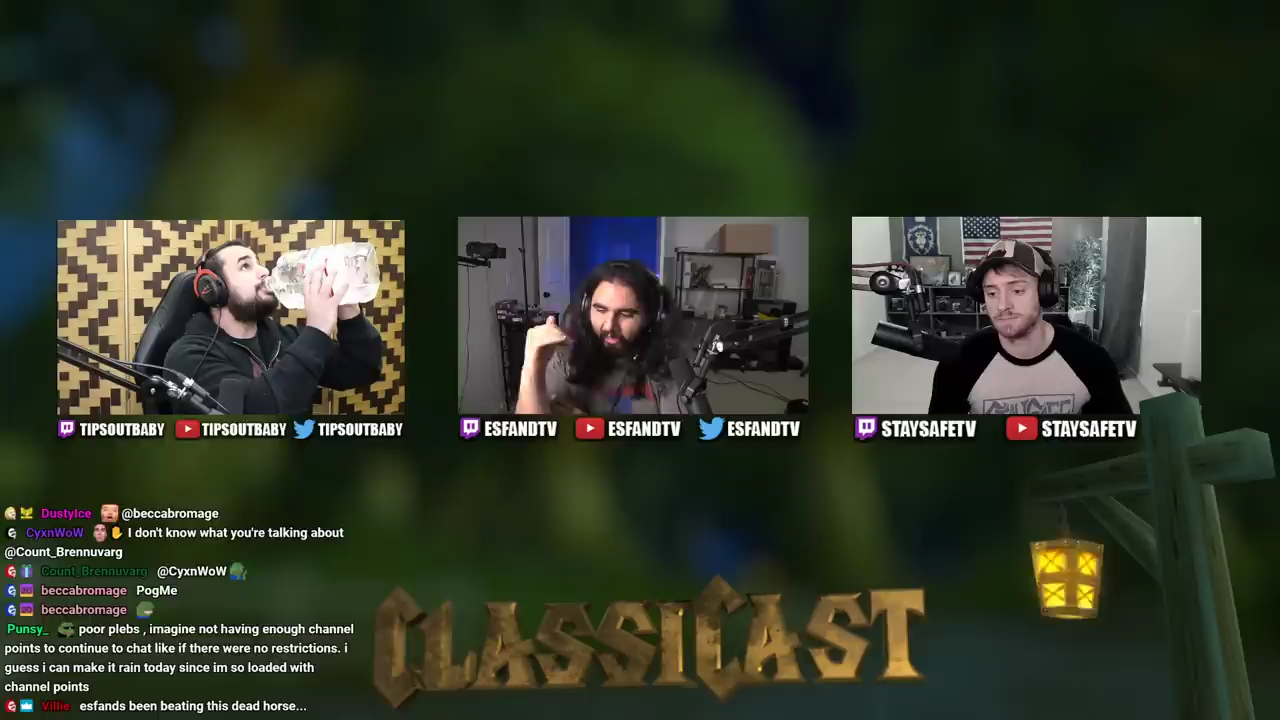 TIPSOUTBABY TIPSOUTBABY TIPSOUTBABY
ESFANDTV ESFANDTV ESFANDTV
STAYSAFETV STAYSAFETV
DustyIce @beccabromage
CyxnWoW I don't know what you're talking about
@Count_Brennuvarg
Count_Brennuvarg @CyxnWoW
beccabromage PogMe
beccabromage
Punsy_ poor plebs , imagine not having enough channel
points to continue to chat like if there were no restrictions. i
guess i can make it rain today since im so loaded with
channel points
Villie esfands been beating this dead horse...
CLASSICAST